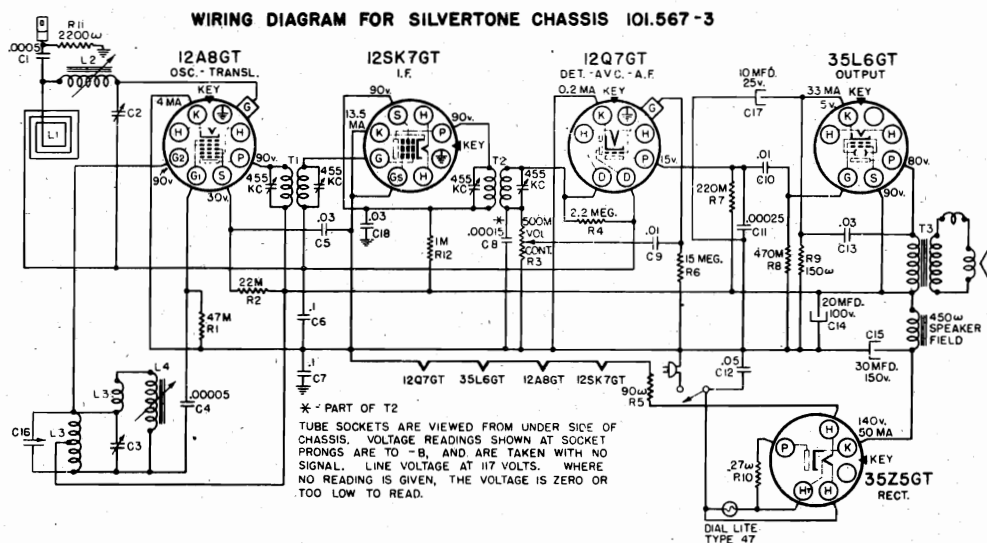 WIRING DIAGRAM FOR SILVERTONE CHASSIS 101.567-3
R11
2200ω
.0005
C1
L2
L1
C2
12A8GT
OSC.-TRANSL.
KEY
4 MA
K
G
H
H
G2
P
G1
S
90v
90v.
30v.
T1
455
KC
455
KC
12SK7GT
I.F.
90v.
S
H
13.5
MA
K
P
90v.
KEY
G
GS
H
T2
455
KC
455
KC
.03
C5
.03
C18
1M
R12
*
.00015
C8
500M
VOL
CONT.
R3
12Q7GT
DET.-A.V.C.-A.F.
0.2 MA
KEY
K
G
H
H
P
15v.
D
D
2.2 MEG.
R4
.01
C9
15 MEG.
R6
220M
R7
.01
C10
.00025
C11
10 MFD.
25v.
C17
35L6GT
OUTPUT
33 MA
KEY
5v.
K
H
H
P
80v.
G
S
90v.
470M
R8
R9
150ω
.03
C13
T3
20 MFD.
100v.
C14
450ω
SPEAKER
FIELD
C15
30 MFD.
150v.
22M
R2
47M
R1
.1
C6
.1
C7
L3
L4
C16
L3
C3
.00005
C4
12Q7GT
35L6GT
12A8GT
12SK7GT
90ω
R5
.05
C12
* - PART OF T2
TUBE SOCKETS ARE VIEWED FROM UNDER SIDE OF
CHASSIS. VOLTAGE READINGS SHOWN AT SOCKET
PRONGS ARE TO -B, AND ARE TAKEN WITH NO
SIGNAL. LINE VOLTAGE AT 117 VOLTS. WHERE
NO READING IS GIVEN, THE VOLTAGE IS ZERO OR
TOO LOW TO READ.
H
140v.
50 MA
P
K
KEY
.27ω
R10
HT
H
35Z5GT
RECT.
DIAL LITE
TYPE 47